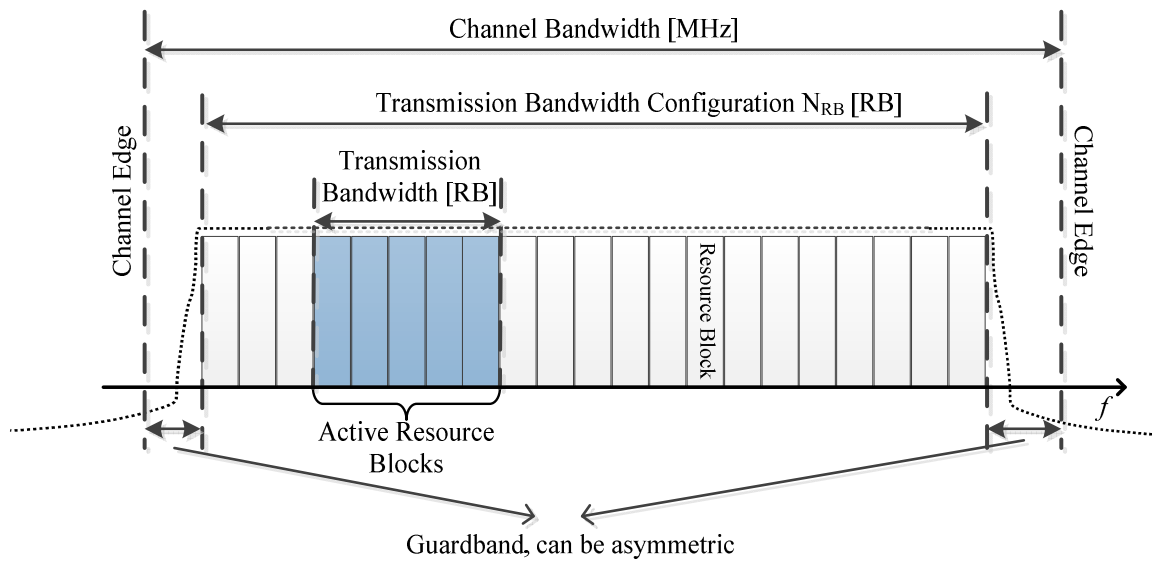 Channel Bandwidth [MHz]
Transmission Bandwidth Configuration NRB [RB]
Transmission
Bandwidth [RB]
Channel Edge
Channel Edge
Resource Block
f
Active Resource
Blocks
Guardband, can be asymmetric